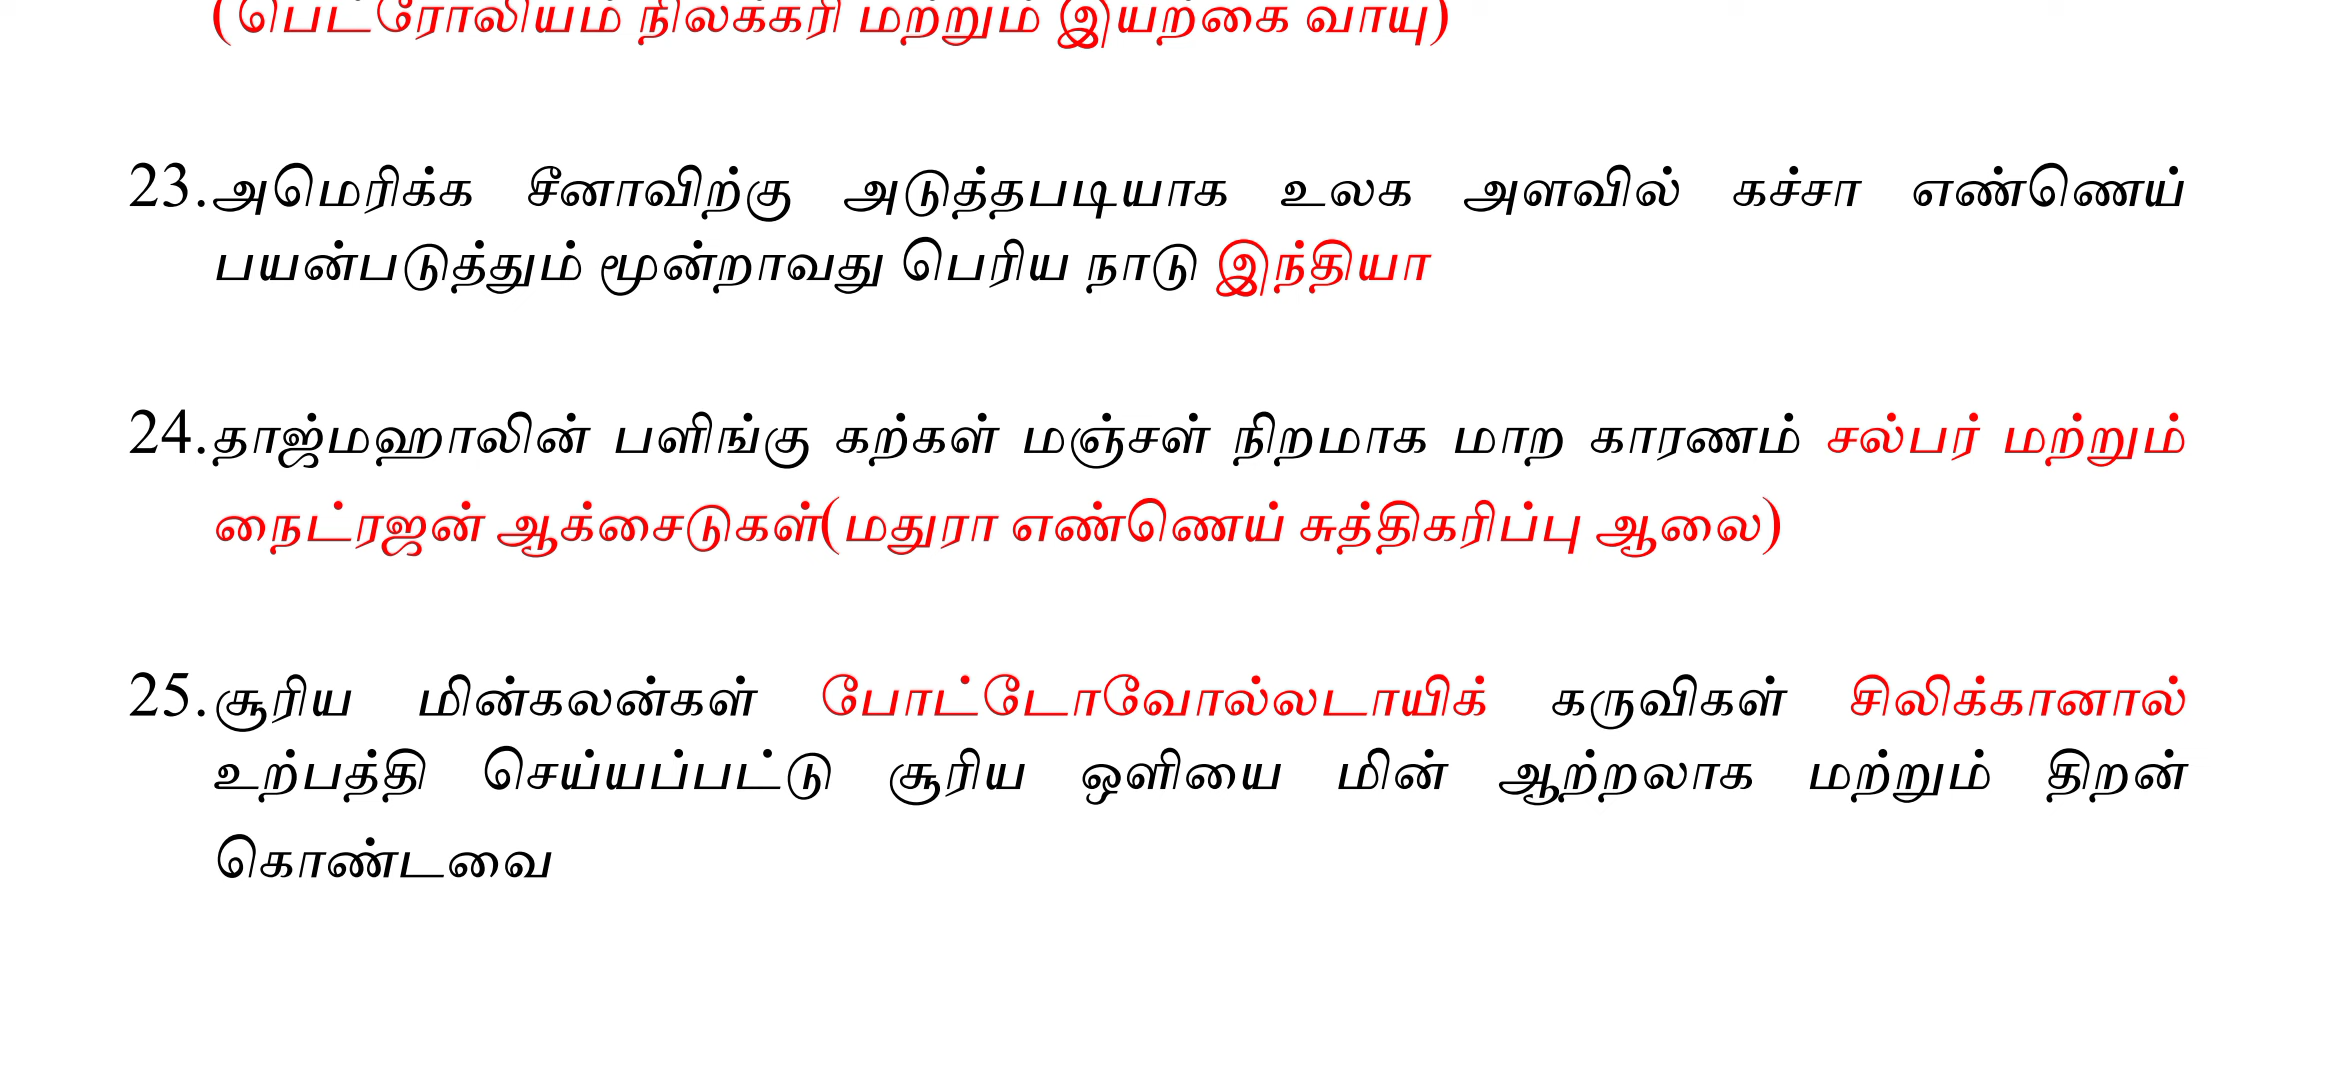 (பெட்ரோலியம் நிலக்கரி மற்றும் இயற்கை வாயு)
23.அமெரிக்க சீனாவிற்கு அடுத்தபடியாக உலக அளவில் கச்சா எண்ணெய்
பயன்படுத்தும் மூன்றாவது பெரிய நாடு இந்தியா
24.தாஜ்மஹாலின் பளிங்கு கற்கள் மஞ்சள் நிறமாக மாற காரணம் சல்பர் மற்றும்
நைட்ரஜன் ஆக்சைடுகள்(மதுரா எண்ணெய் சுத்திகரிப்பு ஆலை)
25.சூரிய மின்கலன்கள் போட்டோவோல்லடாயிக் கருவிகள் சிலிக்கானால்
உற்பத்தி செய்யப்பட்டு சூரிய ஒளியை மின் ஆற்றலாக மற்றும் திறன்
கொண்டவை